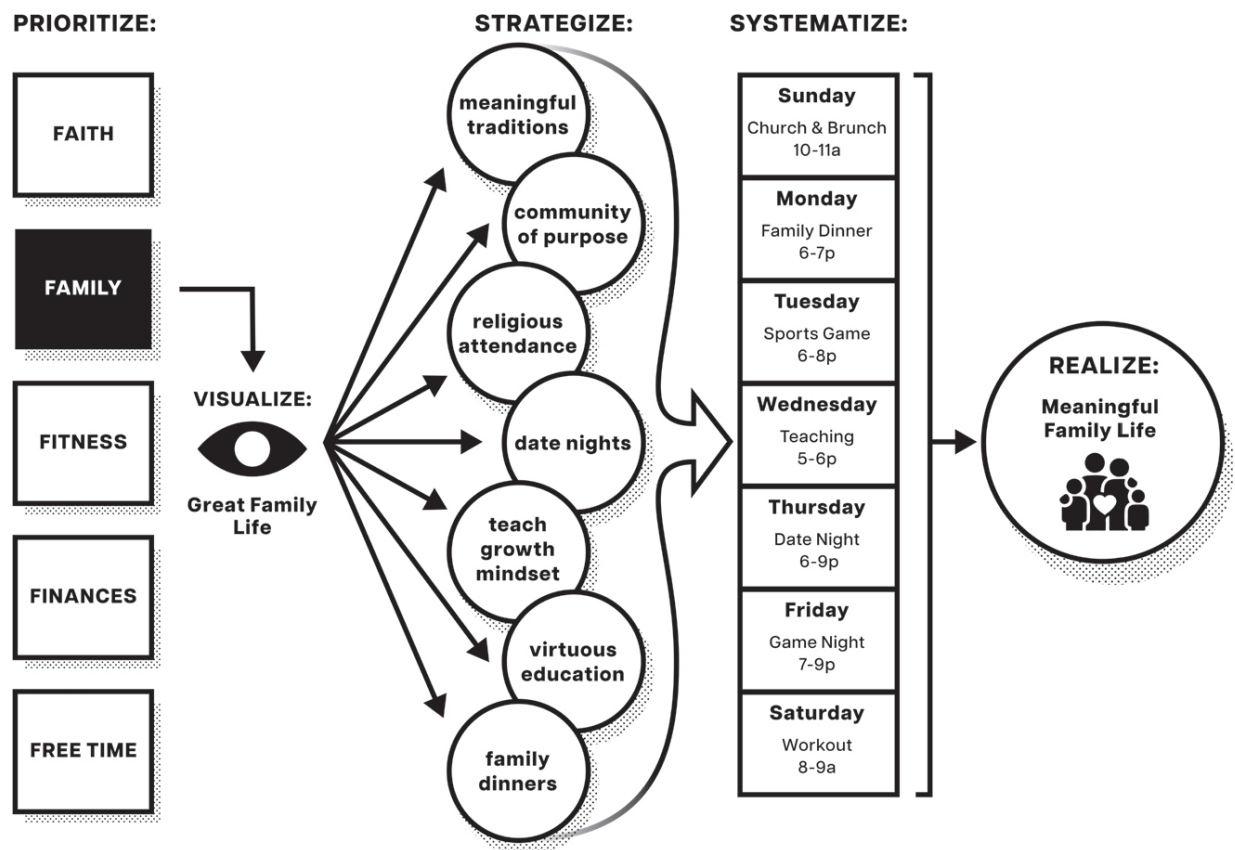 PRIORITIZE:
FAITH
FAMILY
FITNESS
FINANCES
FREE TIME
VISUALIZE:
Great Family
Life
STRATEGIZE:
meaningful
traditions
community
of purpose
religious
attendance
date nights
teach
growth
mindset
virtuous
education
family
dinners
SYSTEMATIZE:
Sunday
Church & Brunch
10-11a
Monday
Family Dinner
6-7p
Tuesday
Sports Game
6-8p
Wednesday
Teaching
5-6p
Thursday
Date Night
6-9p
Friday
Game Night
7-9p
Saturday
Workout
8-9a
REALIZE:
Meaningful
Family Life